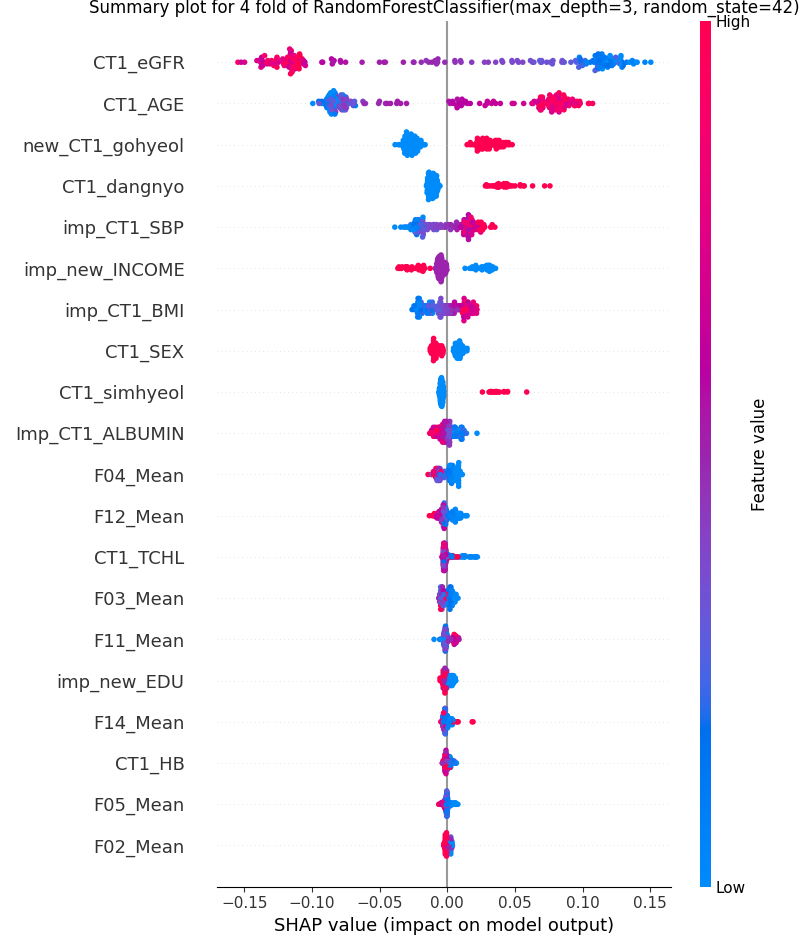 Summary plot for 4 fold of RandomForestClassifier(max_depth=3, random_state=42)
High
CT1_eGFR
CT1_AGE
new_CT1_gohyeol
CT1_dangnyo
imp_CT1_SBP
imp_new_INCOME
imp_CT1_BMI
CT1_SEX
CT1_simhyeol
Imp_CT1_ALBUMIN
F04_Mean
F12_Mean
CT1_TCHL
F03_Mean
F11_Mean
imp_new_EDU
F14_Mean
CT1_HB
F05_Mean
F02_Mean
Feature value
Low
−0.15 −0.10 −0.05 0.00 0.05 0.10 0.15
SHAP value (impact on model output)